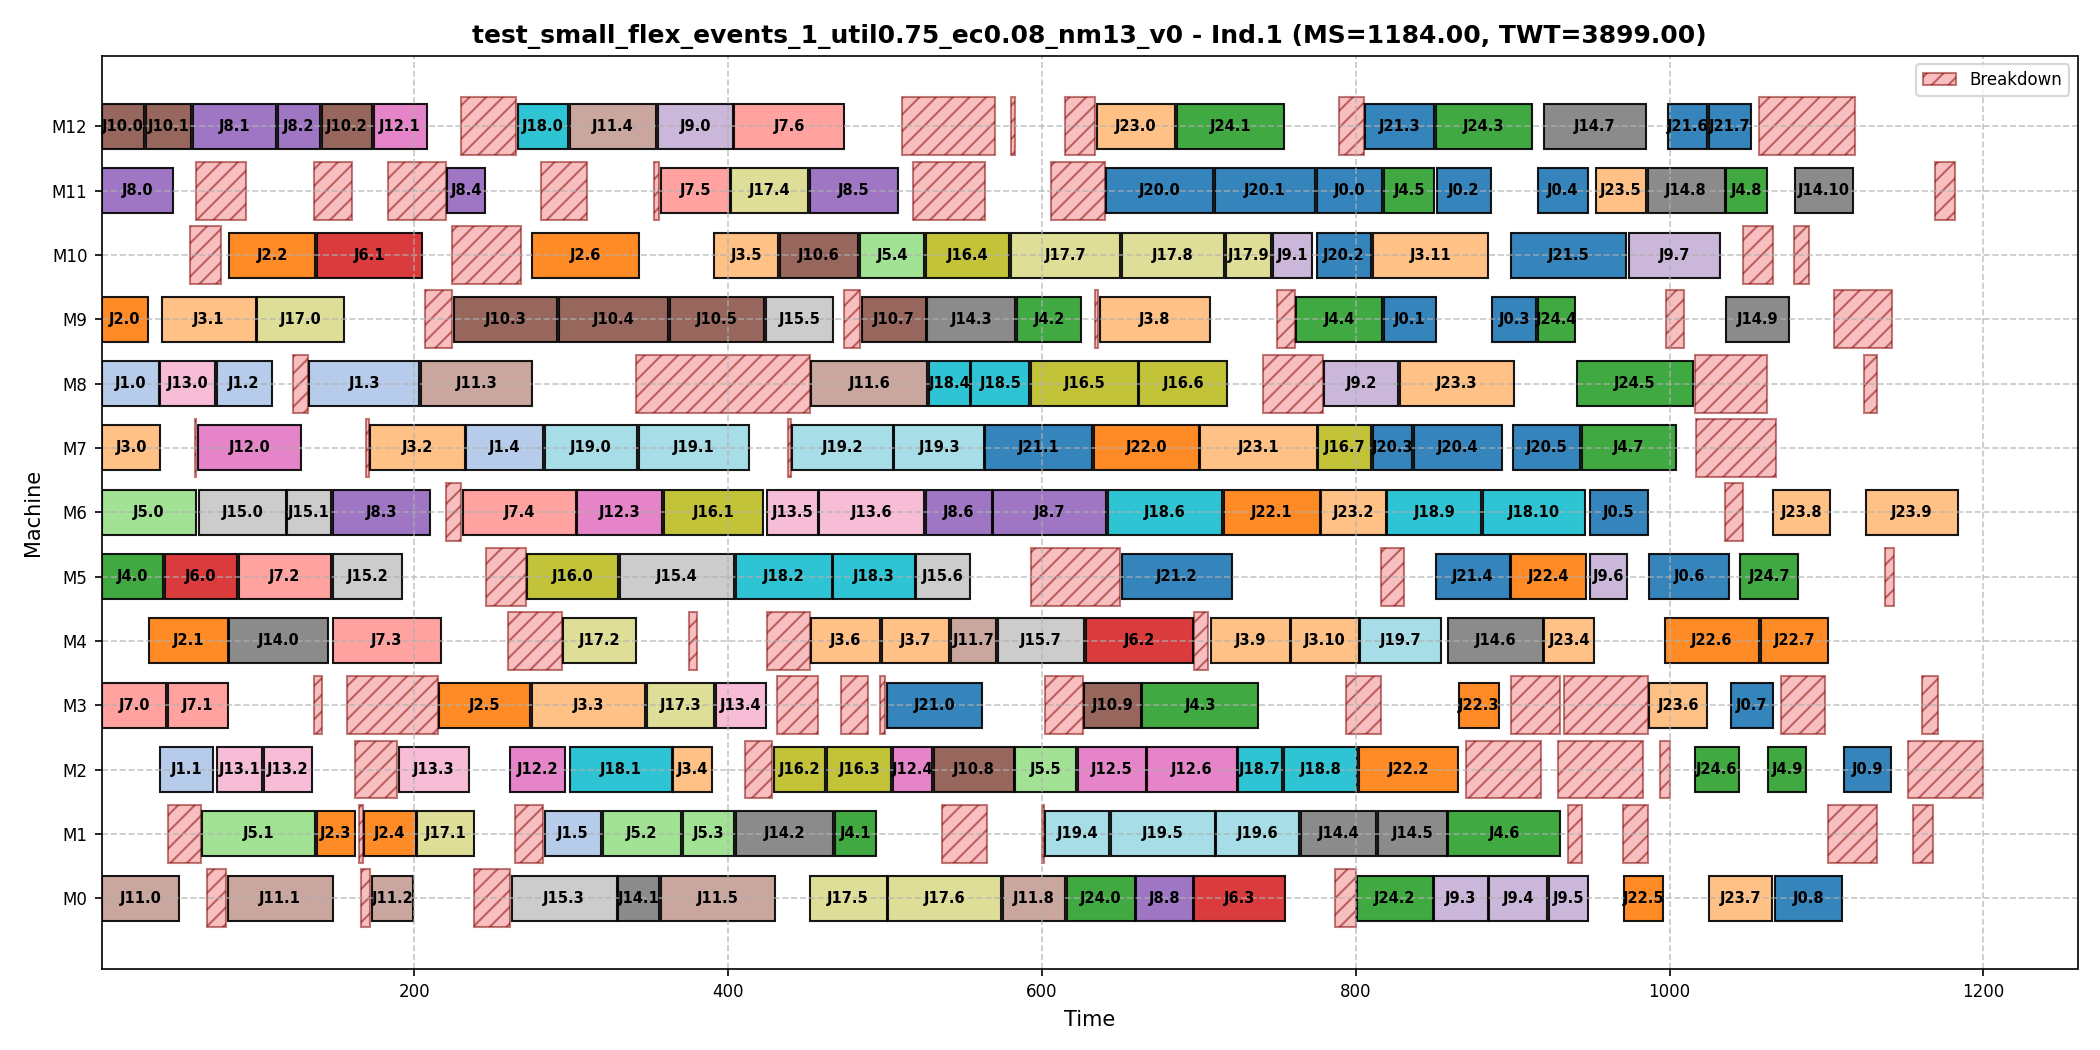 test_small_flex_events_1_util0.75_ec0.08_nm13_v0 - Ind.1 (MS=1184.00, TWT=3899.00)
Breakdown
M12 J10.0 J10.1 J8.1 J8.2 J10.2 J12.1 J18.0 J11.4 J9.0 J7.6 J23.0 J24.1 J21.3 J24.3 J14.7 J21.6 J21.7
M11 J8.0 J8.4 J7.5 J17.4 J8.5 J20.0 J20.1 J0.0 J4.5 J0.2 J0.4 J23.5 J14.8 J4.8 J14.10
M10 J2.2 J6.1 J2.6 J3.5 J10.6 J5.4 J16.4 J17.7 J17.8 J17.9 J9.1 J20.2 J3.11 J21.5 J9.7
M9 J2.0 J3.1 J17.0 J10.3 J10.4 J10.5 J15.5 J10.7 J14.3 J4.2 J3.8 J4.4 J0.1 J0.3 J24.4 J14.9
M8 J1.0 J13.0 J1.2 J1.3 J11.3 J11.6 J18.4 J18.5 J16.5 J16.6 J9.2 J23.3 J24.5
M7 J3.0 J12.0 J3.2 J1.4 J19.0 J19.1 J19.2 J19.3 J21.1 J22.0 J23.1 J16.7 J20.3 J20.4 J20.5 J4.7
M6 J5.0 J15.0 J15.1 J8.3 J7.4 J12.3 J16.1 J13.5 J13.6 J8.6 J8.7 J18.6 J22.1 J23.2 J18.9 J18.10 J0.5 J23.8 J23.9
M5 J4.0 J6.0 J7.2 J15.2 J16.0 J15.4 J18.2 J18.3 J15.6 J21.2 J21.4 J22.4 J9.6 J0.6 J24.7
M4 J2.1 J14.0 J7.3 J17.2 J3.6 J3.7 J11.7 J15.7 J6.2 J3.9 J3.10 J19.7 J14.6 J23.4 J22.6 J22.7
M3 J7.0 J7.1 J2.5 J3.3 J17.3 J13.4 J21.0 J10.9 J4.3 J22.3 J23.6 J0.7
M2 J1.1 J13.1 J13.2 J13.3 J12.2 J18.1 J3.4 J16.2 J16.3 J12.4 J10.8 J5.5 J12.5 J12.6 J18.7 J18.8 J22.2 J24.6 J4.9 J0.9
M1 J5.1 J2.3 J2.4 J17.1 J1.5 J5.2 J5.3 J14.2 J4.1 J19.4 J19.5 J19.6 J14.4 J14.5 J4.6
M0 J11.0 J11.1 J11.2 J15.3 J14.1 J11.5 J17.5 J17.6 J11.8 J24.0 J8.8 J6.3 J24.2 J9.3 J9.4 J9.5 J22.5 J23.7 J0.8
Machine
200 400 600 800 1000 1200
Time